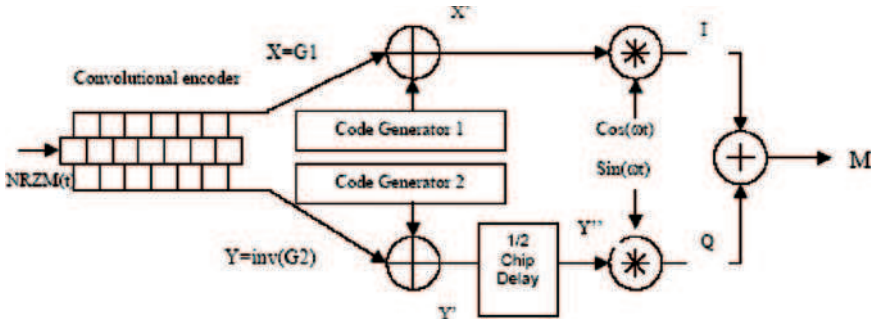 X'
X=G1
I
Convolutional encoder
Code Generator 1
Cos(ωt)
NRZM(t)
M
Code Generator 2
Sin(ωt)
Y=inv(G2)
1/2
Chip
Delay
Y''
Q
Y'